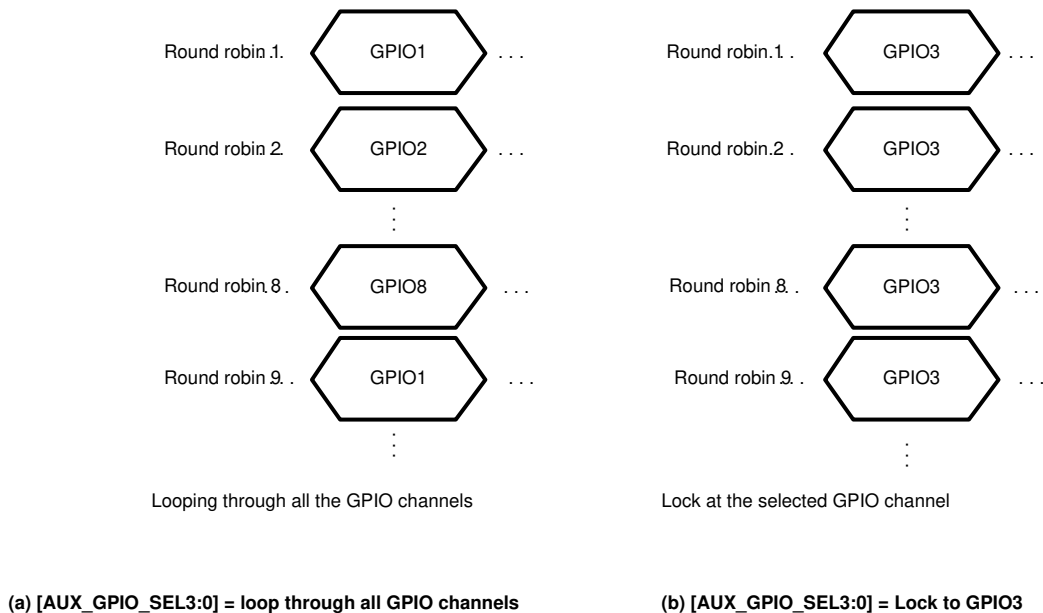 Round robin 1. . . GPIO1 . . . Round robin 1. . . GPIO3 . . .
Round robin 2. . . GPIO2 . . . Round robin 2. . . GPIO3 . . .
Round robin 8. . . GPIO8 . . . Round robin 8. . . GPIO3 . . .
Round robin 9. . . GPIO1 . . . Round robin 9. . . GPIO3 . . .
Looping through all the GPIO channels Lock at the selected GPIO channel
(a) [AUX_GPIO_SEL3:0] = loop through all GPIO channels (b) [AUX_GPIO_SEL3:0] = Lock to GPIO3